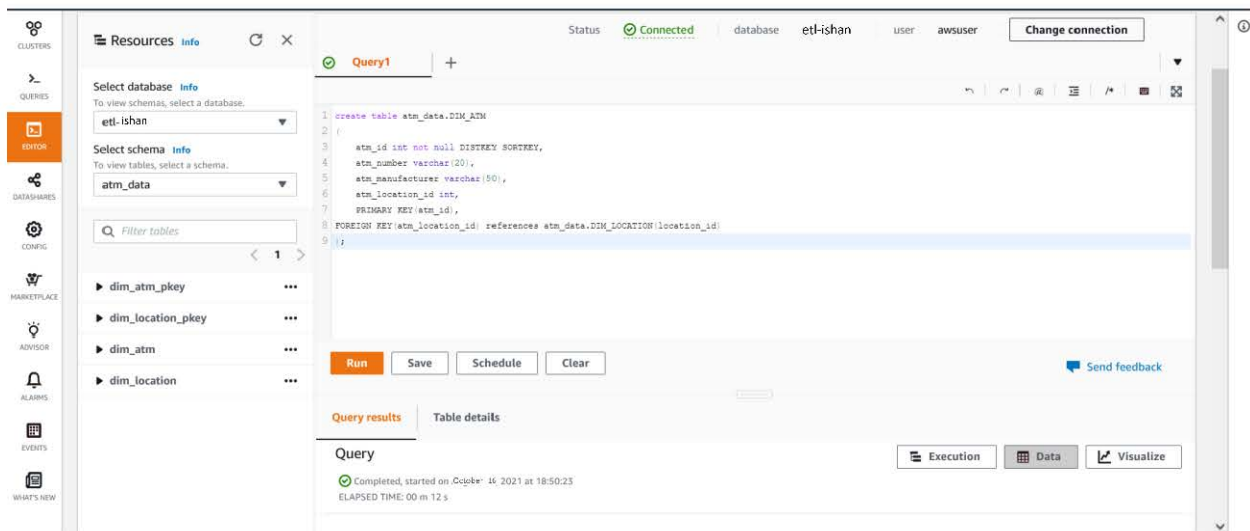 CLUSTERS
QUERIES
EDITOR
DATASHARES
CONFIG
MARKETPLACE
ADVISOR
ALARMS
EVENTS
WHAT'S NEW
Resources Info
Select database Info
To view schemas, select a database.
etl-ishan
Select schema Info
To view tables, select a schema.
atm_data
Filter tables
< 1 >
dim_atm_pkey
dim_location_pkey
dim_atm
dim_location
Status Connected database etl-ishan user awsuser Change connection
Query1 +
1 create table atm_data.DIM_ATM
2 (
3 atm_id int not null DISTKEY SORTKEY,
4 atm_number varchar(20),
5 atm_manufacturer varchar(50),
6 atm_location_id int,
7 PRIMARY KEY(atm_id),
8 FOREIGN KEY(atm_location_id) references atm_data.DIM_LOCATION(location_id)
9 );
Run Save Schedule Clear
Send feedback
Query results Table details
Query
Execution Data Visualize
Completed, started on October 16, 2021 at 18:50:23
ELAPSED TIME: 00 m 12 s